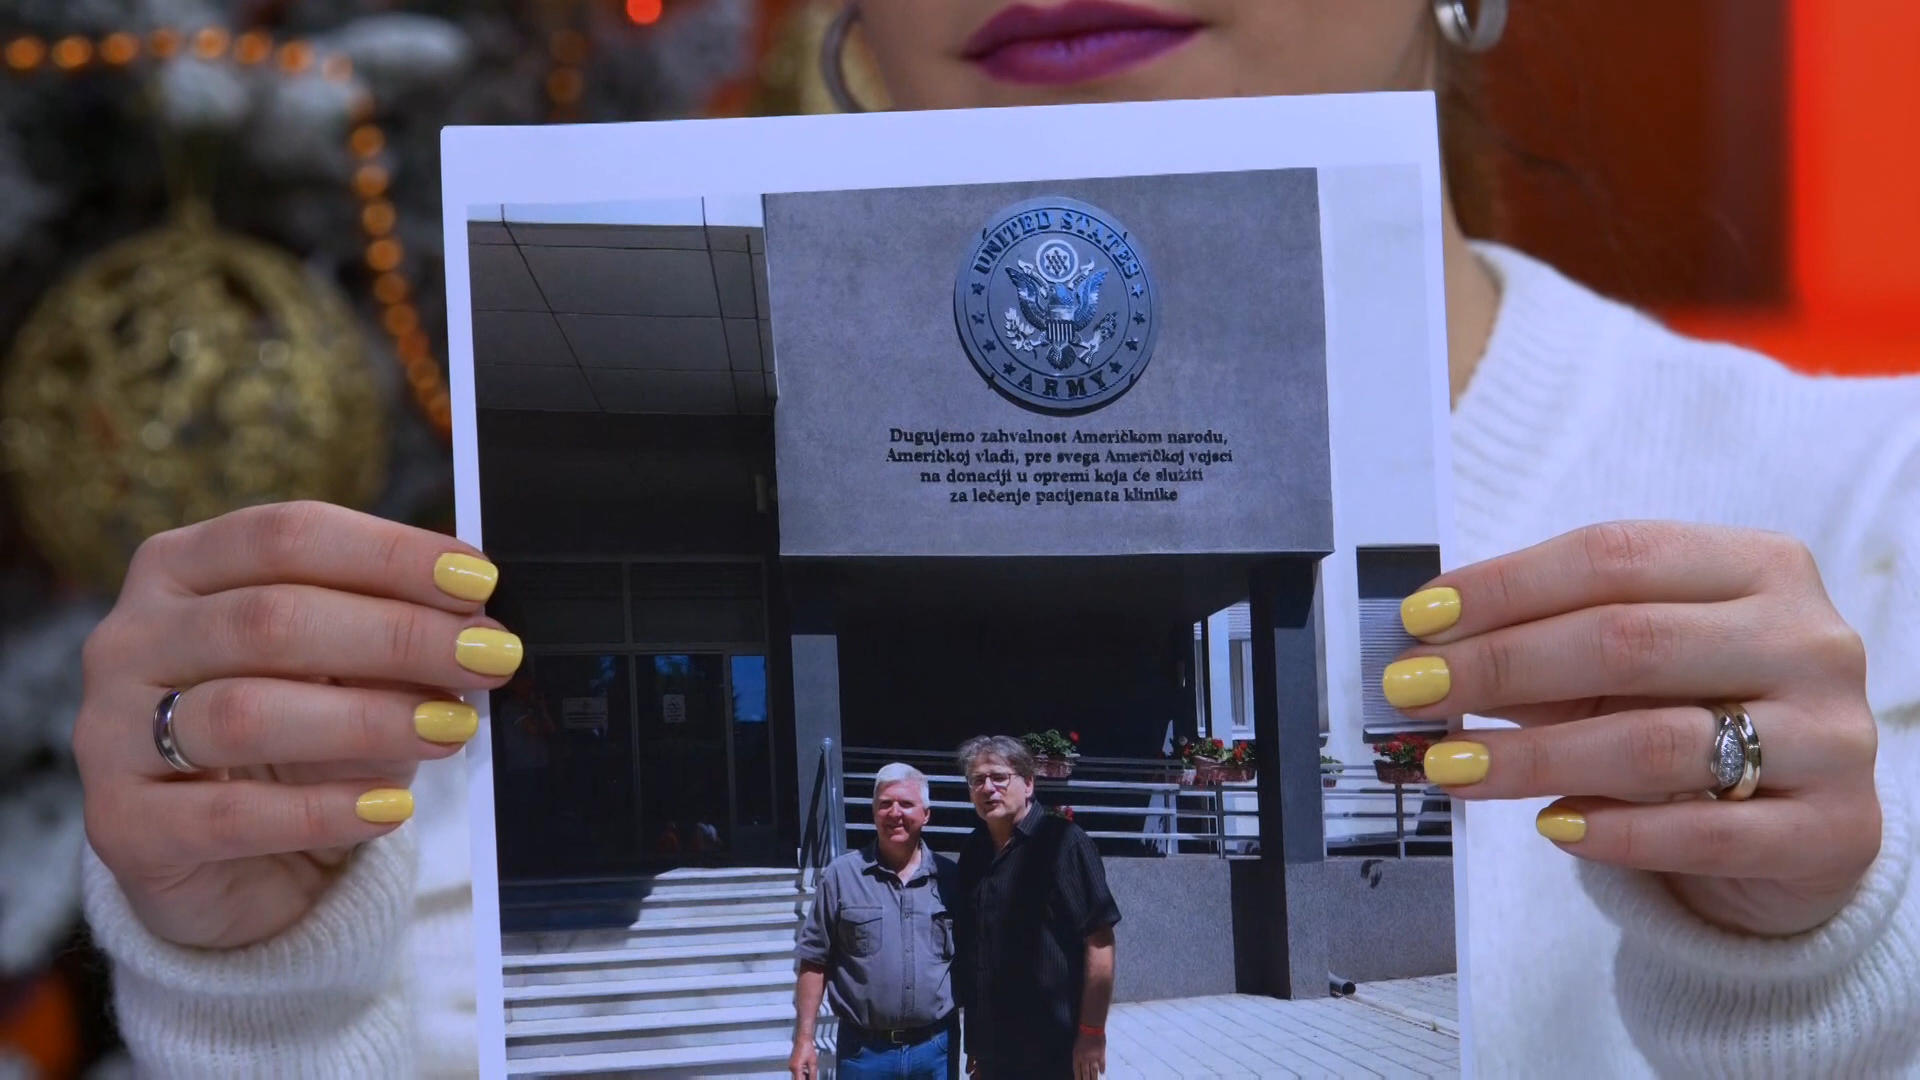 UNITED STATES
ARMY
Dugujemo zahvalnost Američkom narodu,
Američkoj vladi, pre svega Američkoj vojsci
na donaciji u opremi koja će služiti
za lečenje pacijenata klinike